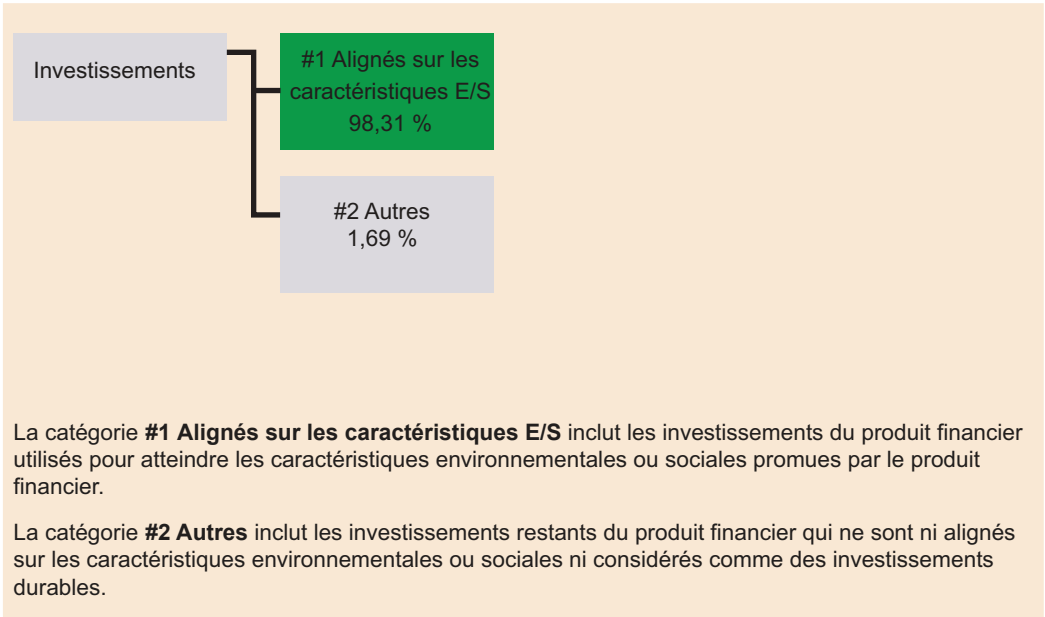 Investissements
#1 Alignés sur les
caractéristiques E/S
98,31 %
#2 Autres
1,69 %
La catégorie #1 Alignés sur les caractéristiques E/S inclut les investissements du produit financier
utilisés pour atteindre les caractéristiques environnementales ou sociales promues par le produit
financier.
La catégorie #2 Autres inclut les investissements restants du produit financier qui ne sont ni alignés
sur les caractéristiques environnementales ou sociales ni considérés comme des investissements
durables.